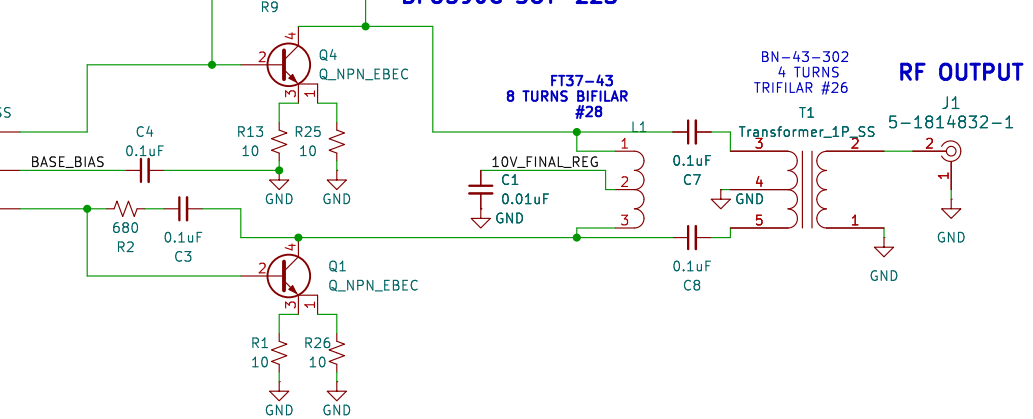 R9
Q4
Q_NPN_EBEC
4
2
3
1
FT37-43
8 TURNS BIFILAR
#28
BN-43-302
4 TURNS
TRIFILAR #26
RF OUTPUT
J1
5-1814832-1
T1
Transformer_1P_SS
L1
C4
0.1uF
R13
10
R25
10
BASE_BIAS
GND
GND
10V_FINAL_REG
C1
0.01uF
GND
1
2
3
0.1uF
C7
3
4
5
GND
2
1
2
1
GND
GND
680
R2
0.1uF
C3
0.1uF
C8
Q1
Q_NPN_EBEC
4
2
3
1
R1
10
R26
10
GND
GND